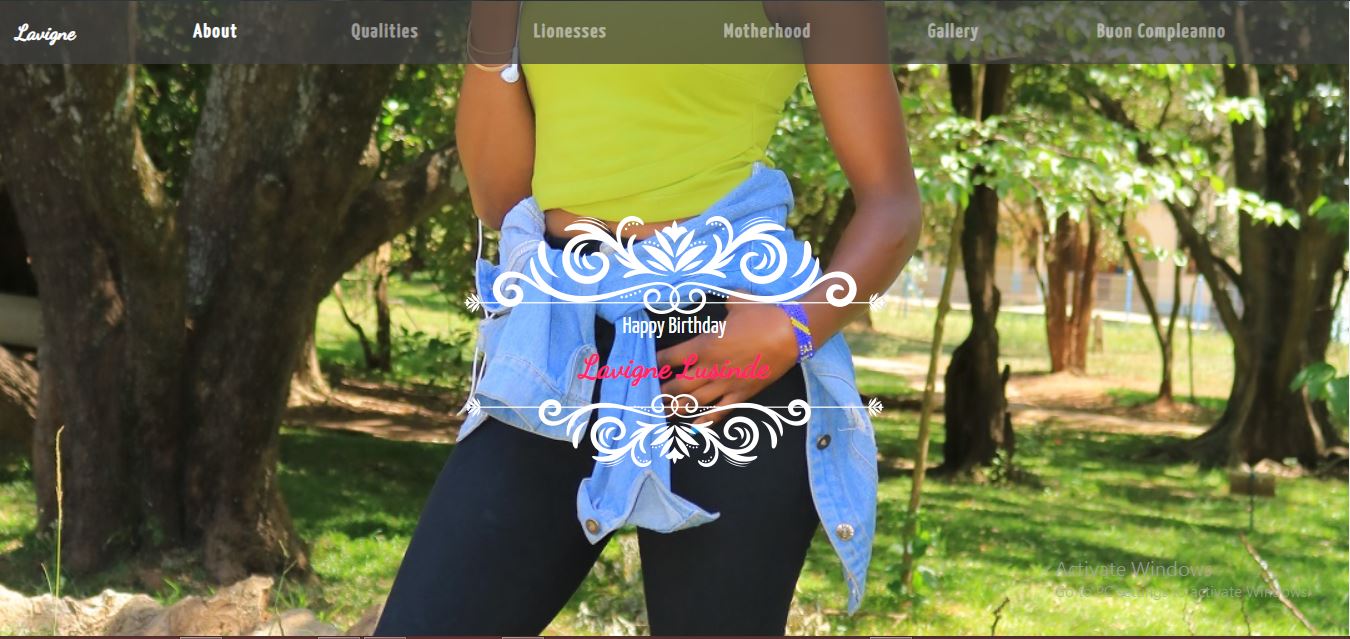 Lavigne
About
Qualities
Lionesses
Motherhood
Gallery
Buon Compleanno
Happy Birthday
Lavigne Lusinde
Activate Windows
Go to PC settings to activate Windows.